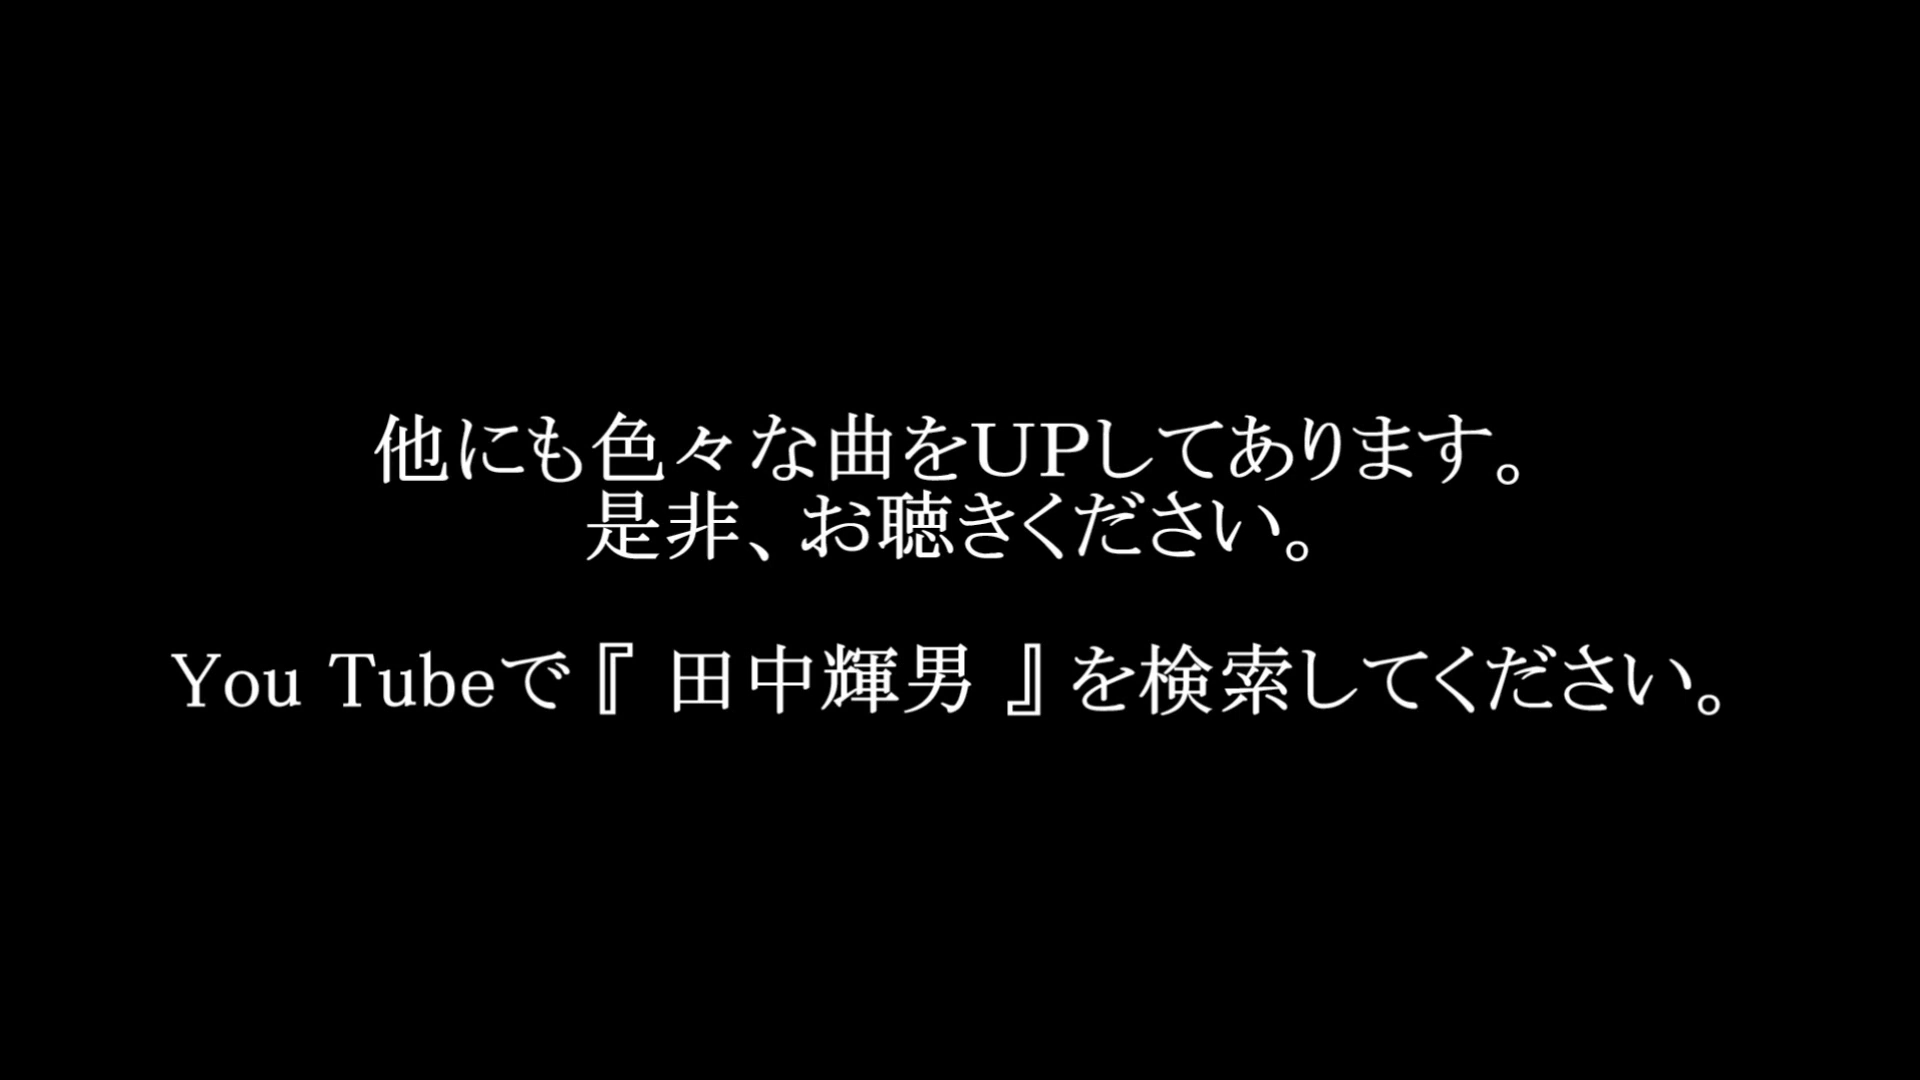 他にも色々な曲をUPしてあります。
是非、お聴きください。
You Tubeで『 田中輝男 』を検索してください。